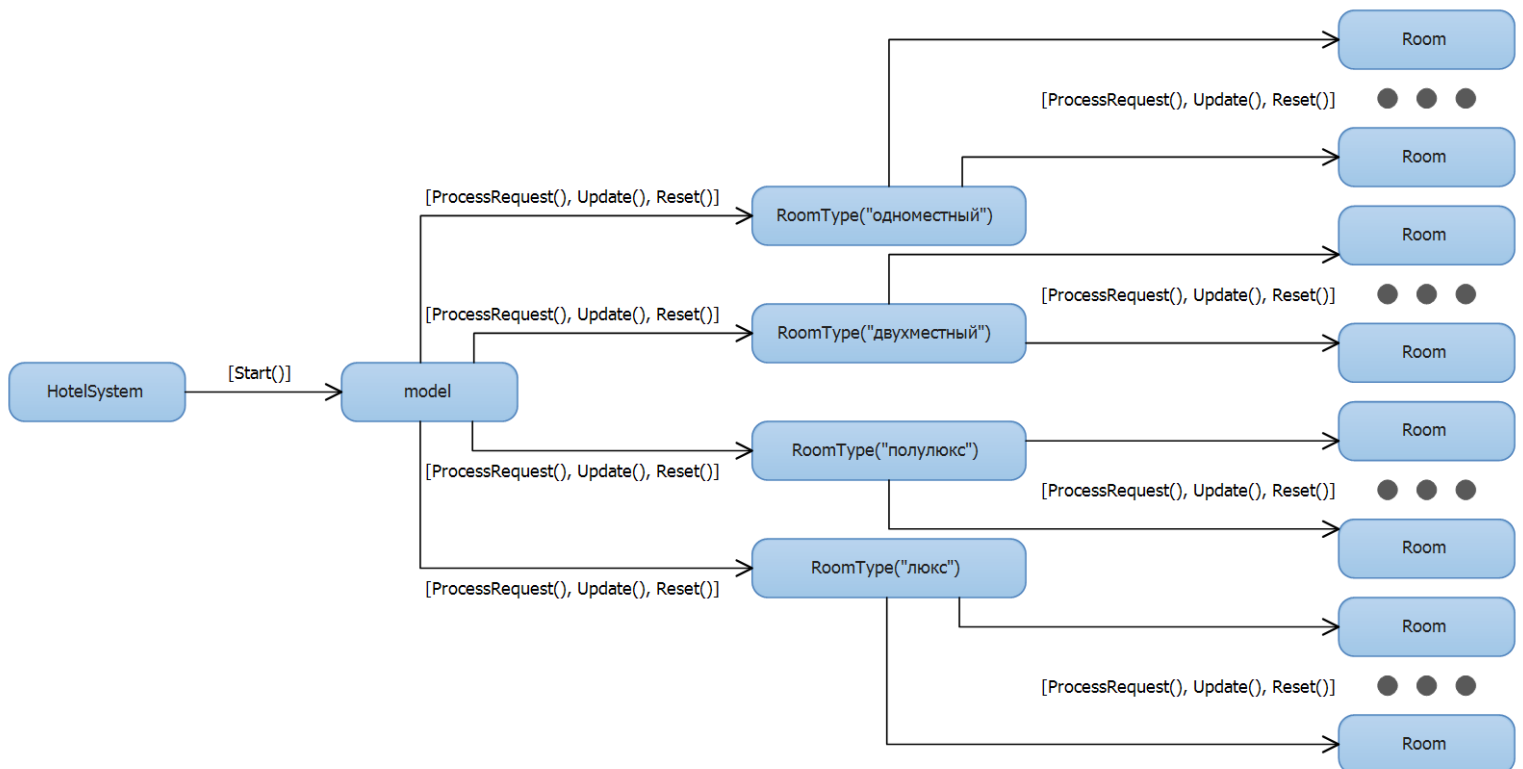 Room
[ProcessRequest(), Update(), Reset()]
Room
[ProcessRequest(), Update(), Reset()]
RoomType("одноместный")
Room
[ProcessRequest(), Update(), Reset()]
[ProcessRequest(), Update(), Reset()]
RoomType("двухместный")
Room
[Start()]
HotelSystem
model
Room
RoomType("полулюкс")
[ProcessRequest(), Update(), Reset()]
[ProcessRequest(), Update(), Reset()]
Room
RoomType("люкс")
[ProcessRequest(), Update(), Reset()]
Room
[ProcessRequest(), Update(), Reset()]
Room